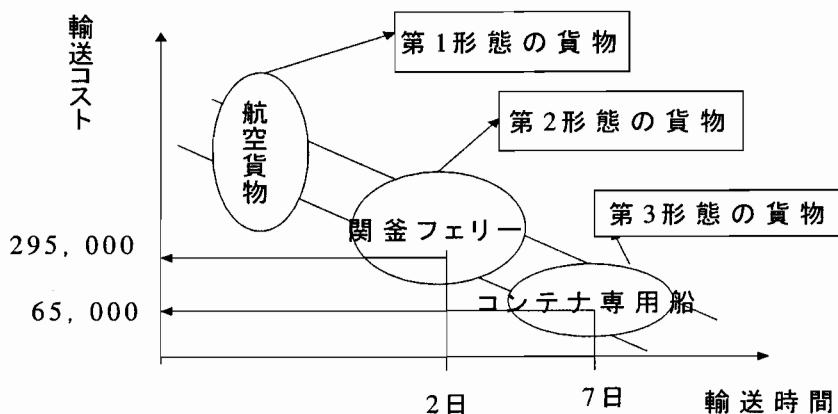 輸送コスト
第1形態の貨物
航空貨物
第2形態の貨物
関釜フェリー
第3形態の貨物
295,000
コンテナ専用船
65,000
2日
7日
輸送時間